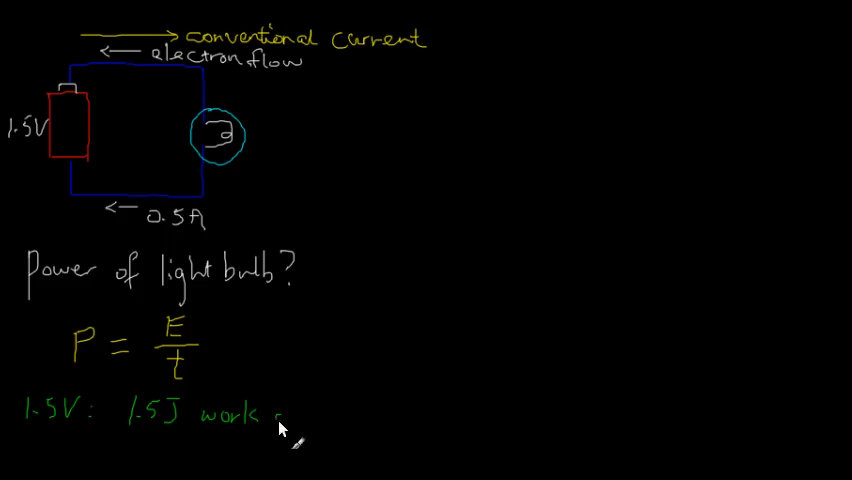 conventional current
electron flow
1.5V
0.5A
Power of light bulb?
P = E/t
1.5V: 1.5J work